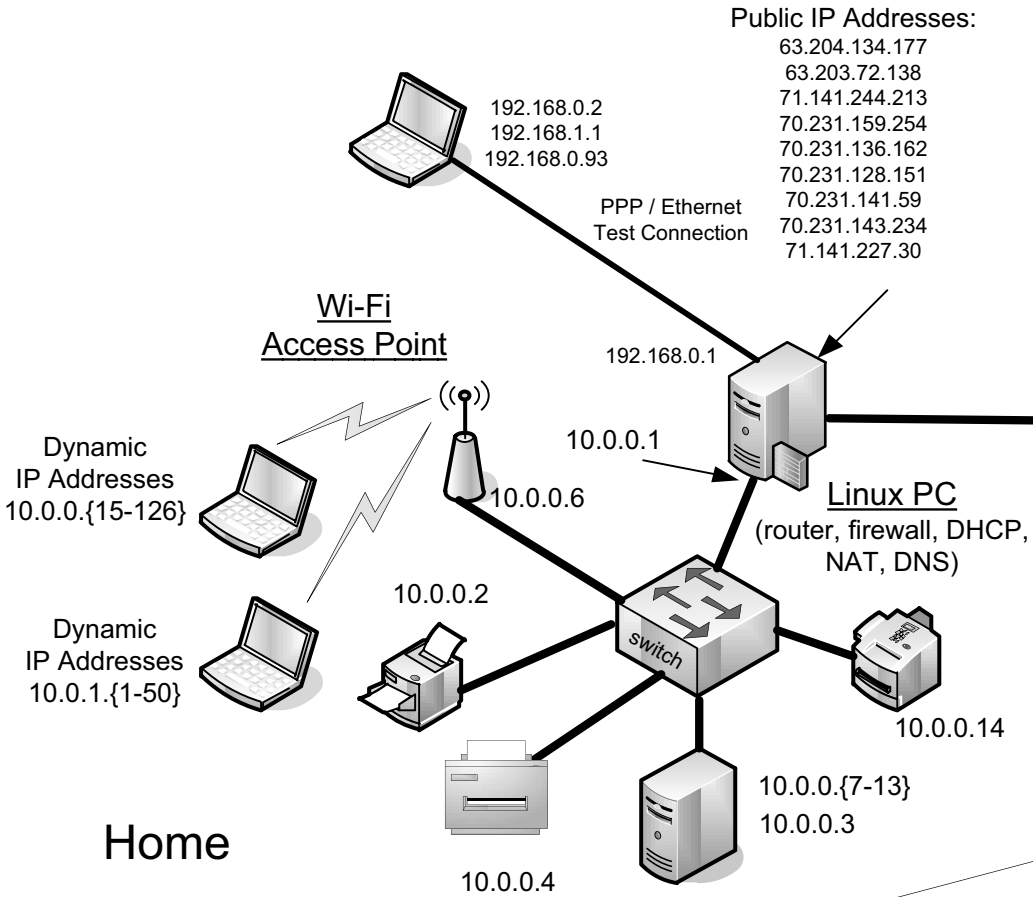 Public IP Addresses:
63.204.134.177
63.203.72.138
71.141.244.213
70.231.159.254
70.231.136.162
70.231.128.151
70.231.141.59
70.231.143.234
71.141.227.30
192.168.0.2
192.168.1.1
192.168.0.93
PPP / Ethernet
Test Connection
Wi-Fi
Access Point
192.168.0.1
10.0.0.1
Dynamic
IP Addresses
10.0.0.{15-126}
10.0.0.6
Linux PC
(router, firewall, DHCP,
NAT, DNS)
10.0.0.2
switch
Dynamic
IP Addresses
10.0.1.{1-50}
10.0.0.14
10.0.0.{7-13}
10.0.0.3
Home
10.0.0.4